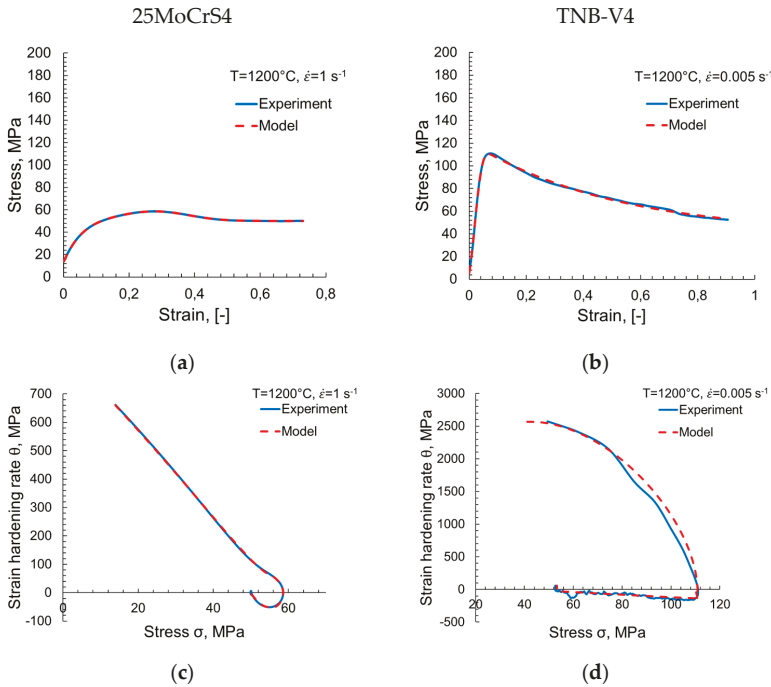 25MoCrS4
TNB-V4
200
180
160
140
120
100
80
60
40
20
0
Stress, MPa
T=1200°C, ε̇=1 s⁻¹
Experiment
Model
0
0,2
0,4
0,6
0,8
Strain, [-]
(a)
200
180
160
140
120
100
80
60
40
20
0
Stress, MPa
T=1200°C, ε̇=0.005 s⁻¹
Experiment
Model
0
0,2
0,4
0,6
0,8
1
Strain, [-]
(b)
700
600
500
400
300
200
100
0
-100
Strain hardening rate θ, MPa
T=1200°C, ε̇=1 s⁻¹
Experiment
Model
0
20
40
60
Stress σ, MPa
(c)
3000
2500
2000
1500
1000
500
0
-500
Strain hardening rate θ, MPa
T=1200°C, ε̇=0.005 s⁻¹
Experiment
Model
20
40
60
80
100
120
Stress σ, MPa
(d)